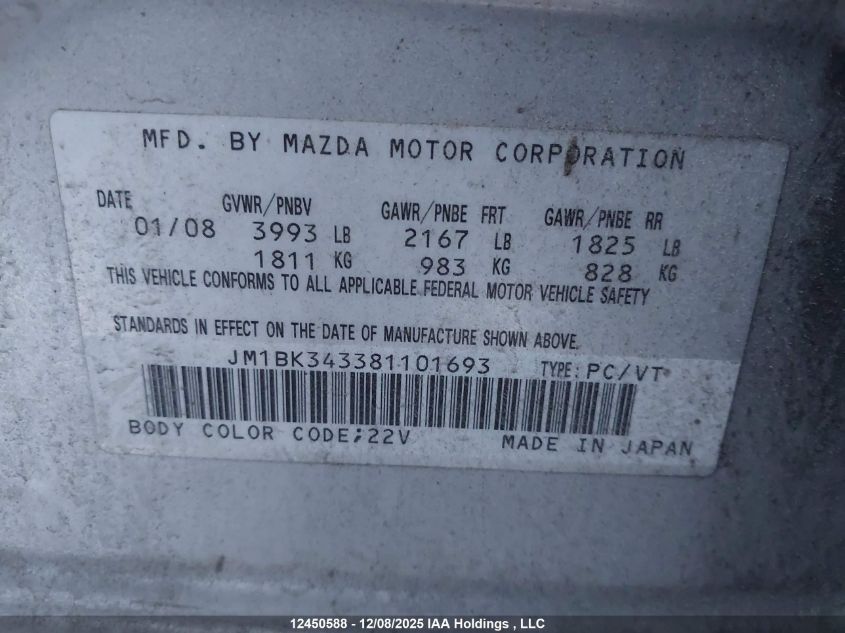 MFD. BY MAZDA MOTOR CORPORATION
DATE GVWR/PNBV GAWR/PNBE FRT GAWR/PNBE RR
01/08 3993 LB 2167 LB 1825 LB
1811 KG 983 KG 828 KG
THIS VEHICLE CONFORMS TO ALL APPLICABLE FEDERAL MOTOR VEHICLE SAFETY
STANDARDS IN EFFECT ON THE DATE OF MANUFACTURE SHOWN ABOVE.
JM1BK343381101693 TYPE: PC/VT
BODY COLOR CODE;22V MADE IN JAPAN
12450588 - 12/08/2025 IAA Holdings , LLC